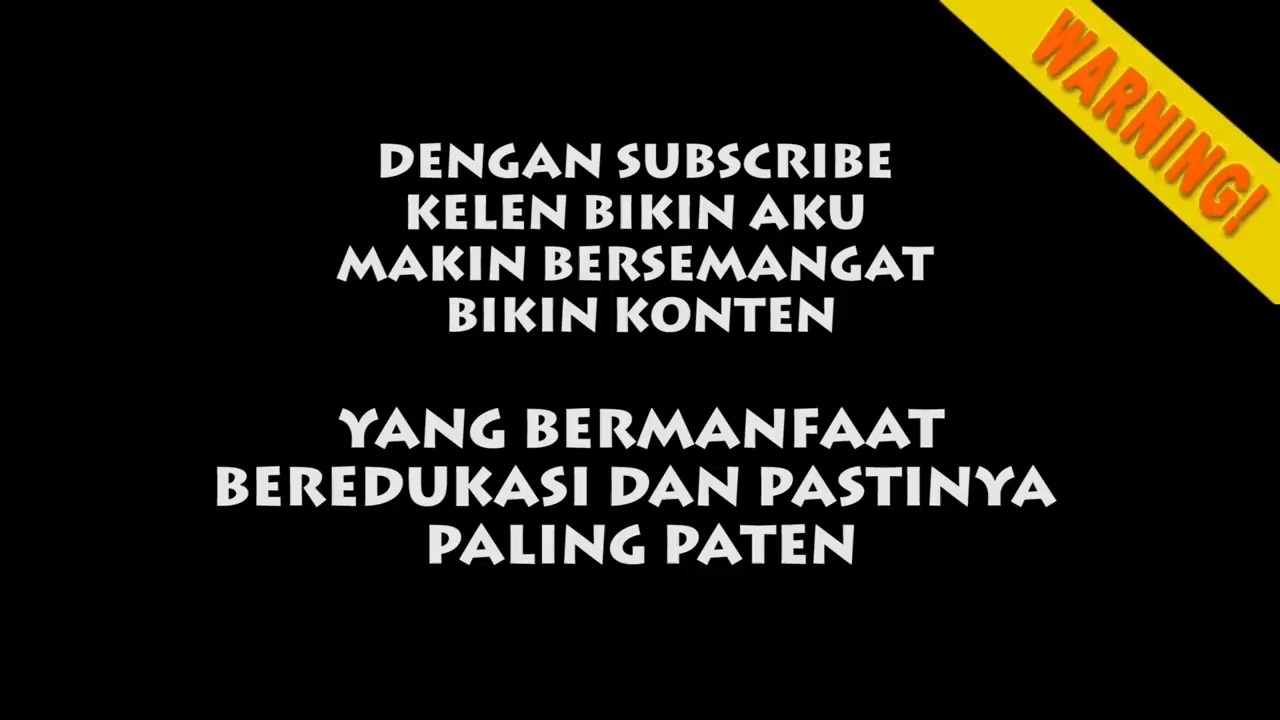 WARNING!
DENGAN SUBSCRIBE
KELEN BIKIN AKU
MAKIN BERSEMANGAT
BIKIN KONTEN
YANG BERMANFAAT
BEREDUKASI DAN PASTINYA
PALING PATEN